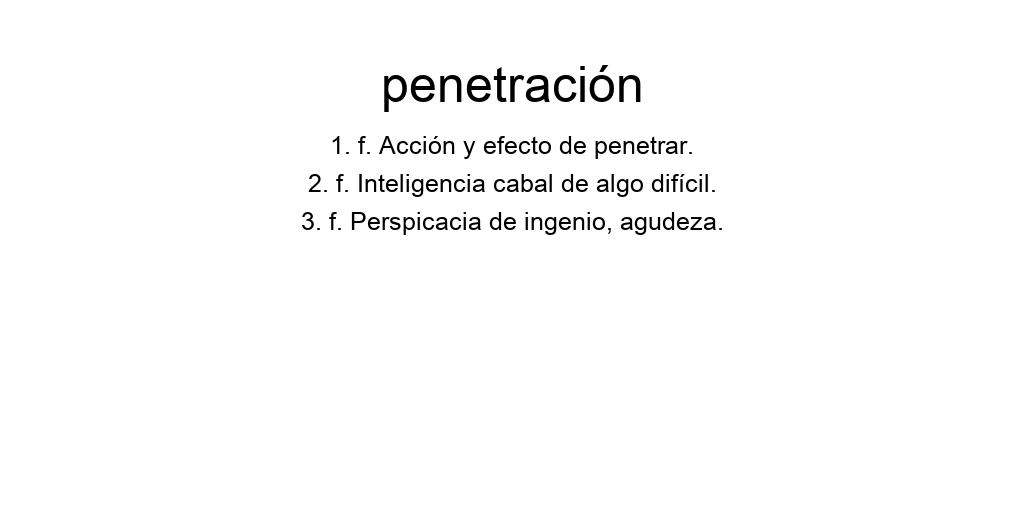 penetración
1. f. Acción y efecto de penetrar.
2. f. Inteligencia cabal de algo difícil.
3. f. Perspicacia de ingenio, agudeza.